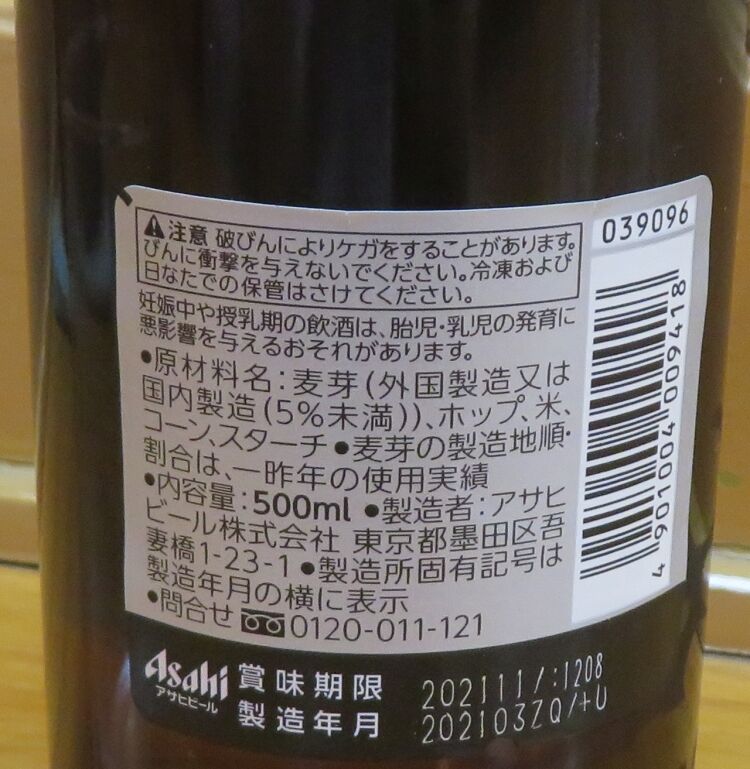 ⚠注意 破びんによりケガをすることがあります。
びんに衝撃を与えないでください。冷凍および
日なたでの保管はさけてください。
妊娠中や授乳期の飲酒は、胎児・乳児の発育に
悪影響を与えるおそれがあります。
●原材料名:麦芽(外国製造又は
国内製造(5%未満))、ホップ、米、
コーン、スターチ●麦芽の製造地順・
割合は、一昨年の使用実績
●内容量:500ml ●製造者:アサヒ
ビール株式会社 東京都墨田区吾
妻橋1-23-1●製造所固有記号は
製造年月の横に表示
●問合せ 0120-011-121
039096
4 901004 009418
Asahi
アサヒビール
賞味期限 202111/:1208
製造年月 202103ZQ/+U